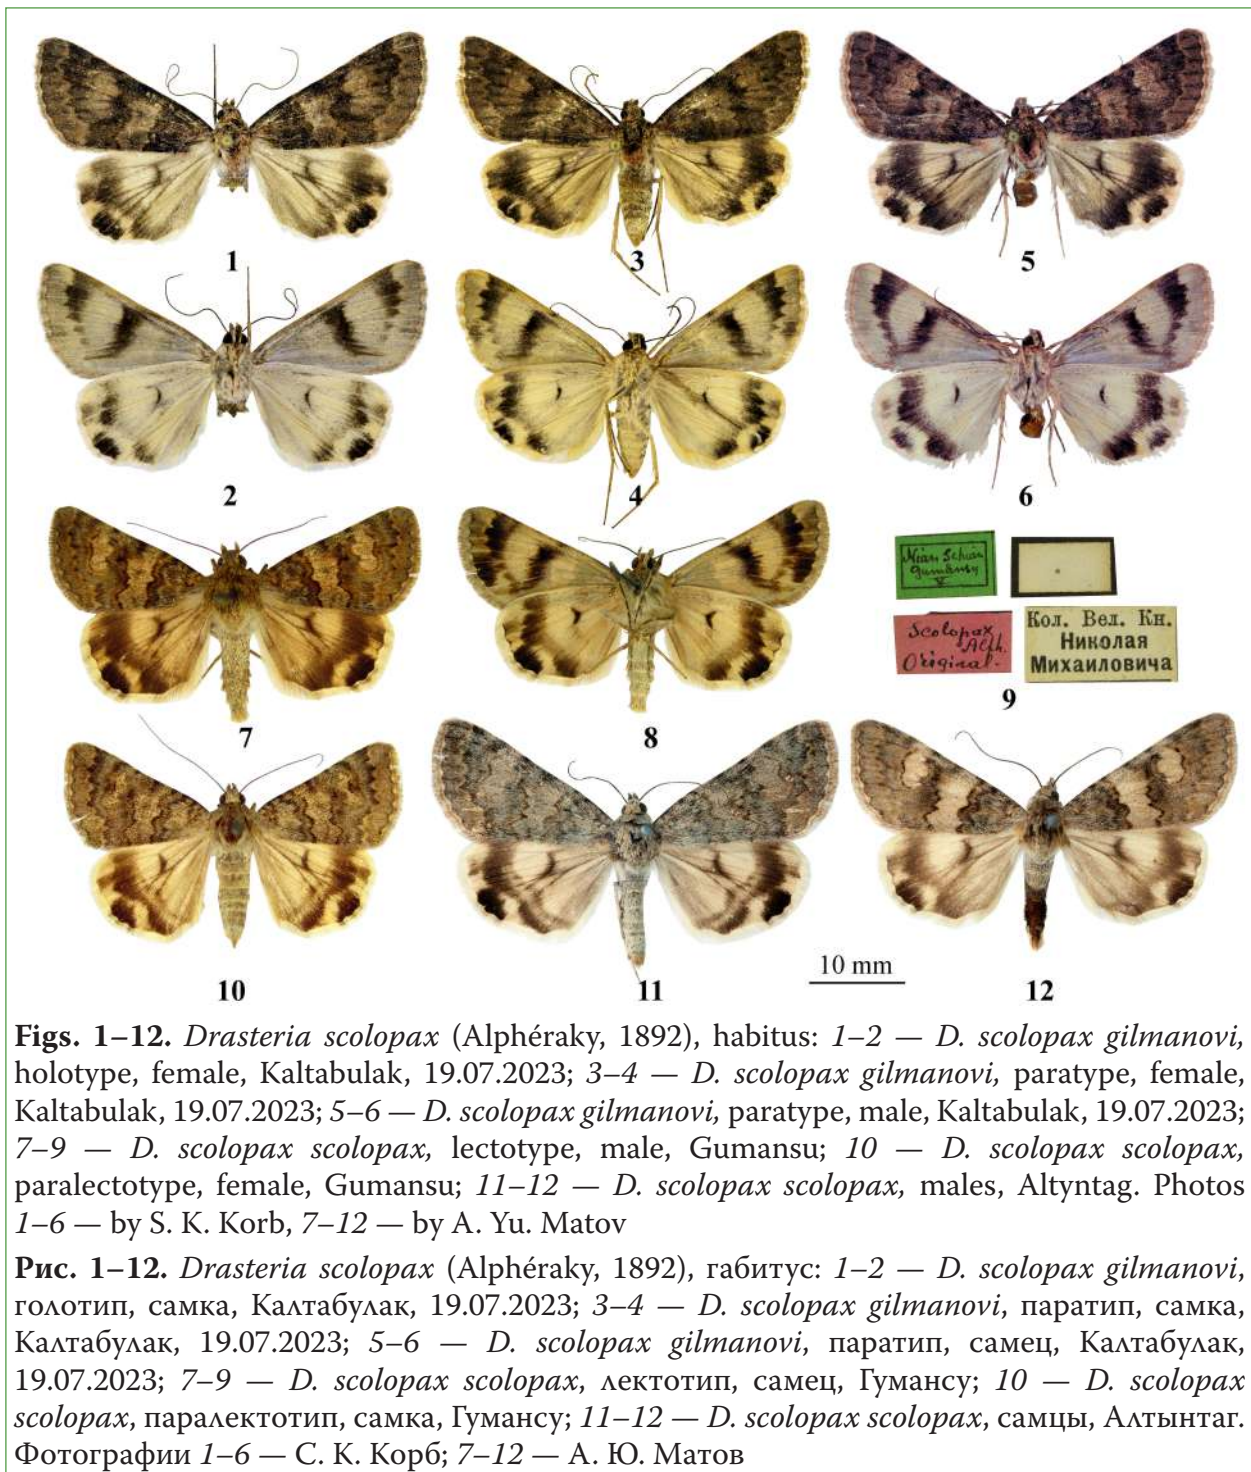 1
3
5
2
4
6
Gumansu
V
Scolopax
Alph.
Original.
Кол. Вел. Кн.
Николая
Михаиловича
7
8
9
10 mm
10
11
12
Figs. 1–12. Drasteria scolopax (Alphéraky, 1892), habitus: 1–2 — D. scolopax gilmanovi,
holotype, female, Kaltabulak, 19.07.2023; 3–4 — D. scolopax gilmanovi, paratype, female,
Kaltabulak, 19.07.2023; 5–6 — D. scolopax gilmanovi, paratype, male, Kaltabulak, 19.07.2023;
7–9 — D. scolopax scolopax, lectotype, male, Gumansu; 10 — D. scolopax scolopax,
paralectotype, female, Gumansu; 11–12 — D. scolopax scolopax, males, Altyntag. Photos
1–6 — by S. K. Korb, 7–12 — by A. Yu. Matov
Рис. 1–12. Drasteria scolopax (Alphéraky, 1892), габитус: 1–2 — D. scolopax gilmanovi,
голотип, самка, Калтабулак, 19.07.2023; 3–4 — D. scolopax gilmanovi, паратип, самка,
Калтабулак, 19.07.2023; 5–6 — D. scolopax gilmanovi, паратип, самец, Калтабулак,
19.07.2023; 7–9 — D. scolopax scolopax, лектотип, самец, Гумансу; 10 — D. scolopax
scolopax, паралектотип, самка, Гумансу; 11–12 — D. scolopax scolopax, самцы, Алтынтаг.
Фотографии 1–6 — С. К. Корб; 7–12 — А. Ю. Матов